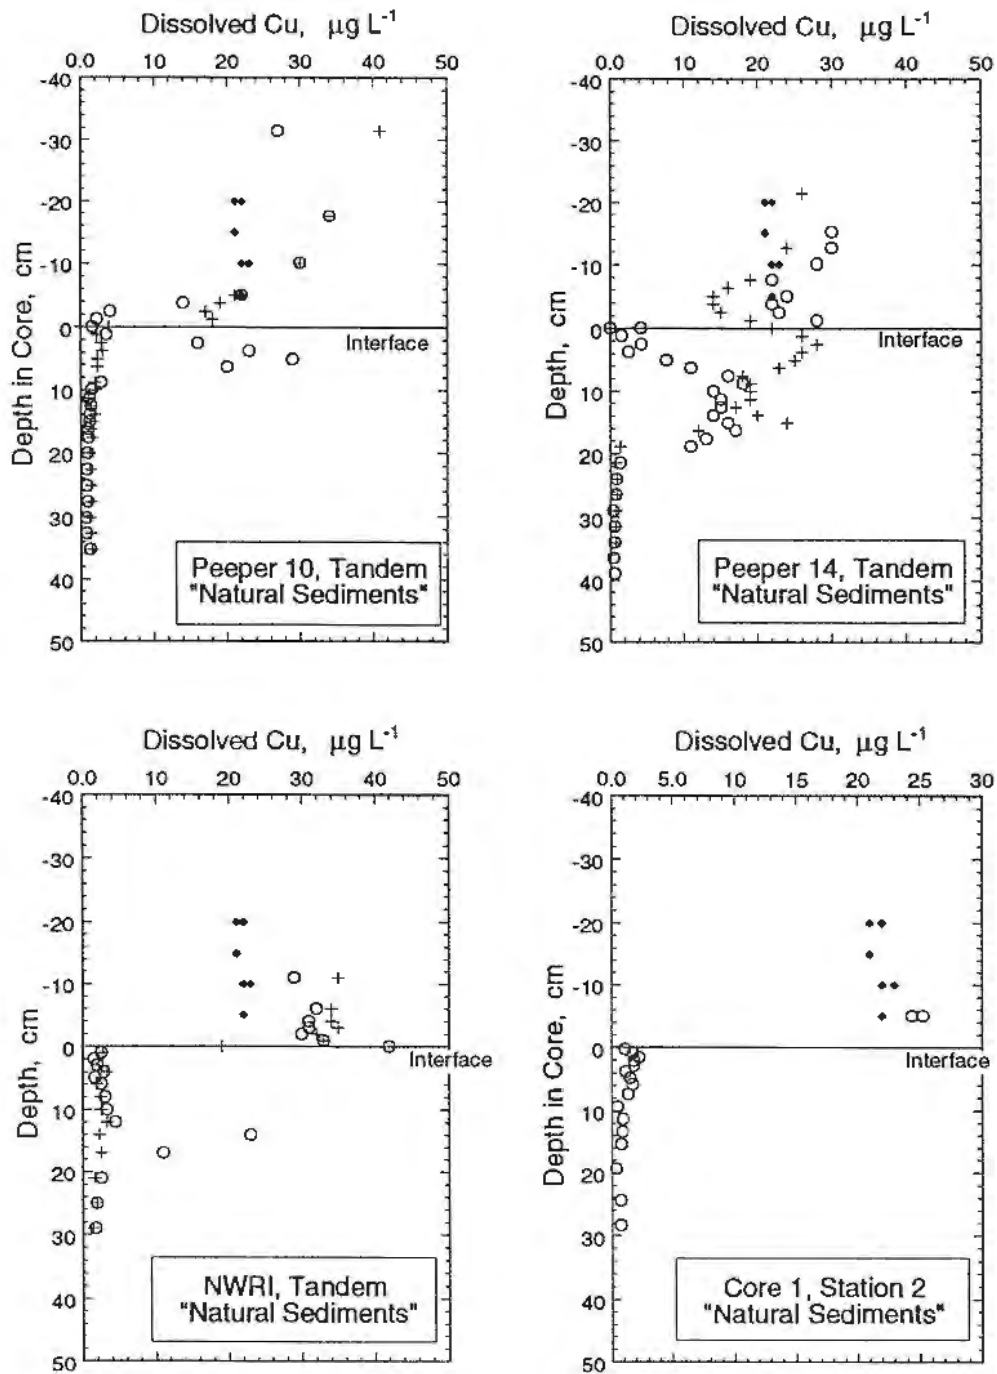 Dissolved Cu, µg L-1
0.0 10 20 30 40 50
-40
-30
-20
-10
0
10
20
30
40
50
Depth in Core, cm
Interface
Peeper 10, Tandem
"Natural Sediments"
Dissolved Cu, µg L-1
0.0 10 20 30 40 50
-40
-30
-20
-10
0
10
20
30
40
50
Depth, cm
Interface
Peeper 14, Tandem
"Natural Sediments"
Dissolved Cu, µg L-1
0.0 10 20 30 40 50
-40
-30
-20
-10
0
10
20
30
40
50
Depth, cm
Interface
NWRI, Tandem
"Natural Sediments"
Dissolved Cu, µg L-1
0.0 5.0 10 15 20 25 30
-40
-30
-20
-10
0
10
20
30
40
50
Depth in Core, cm
Interface
Core 1, Station 2
"Natural Sediments"